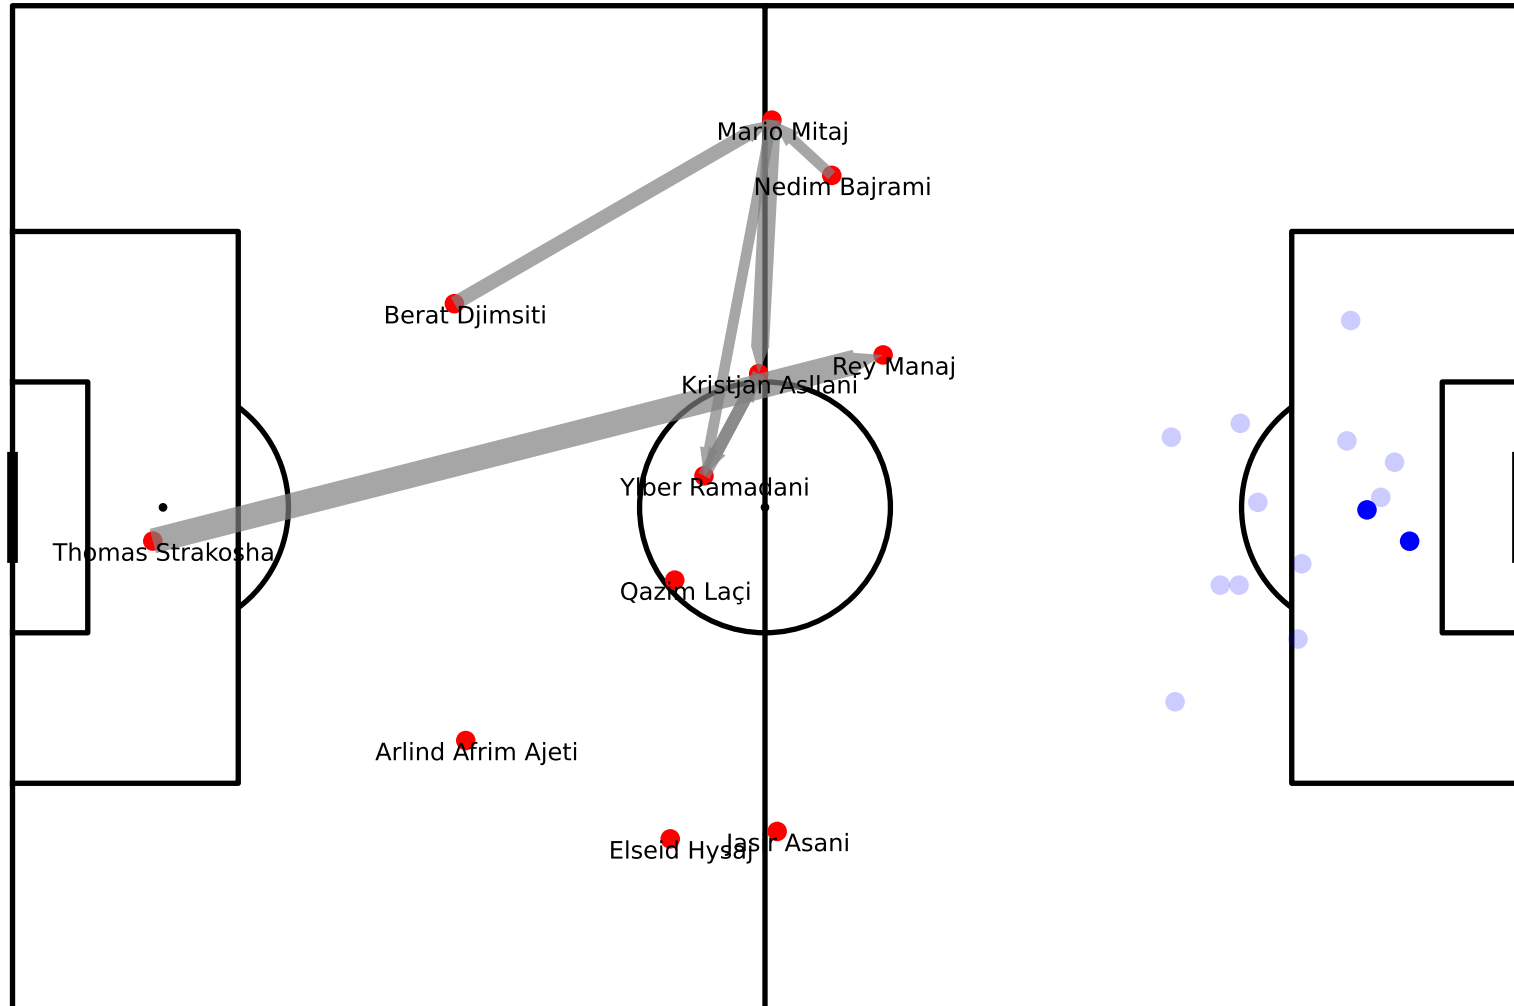 Mario Mitaj
Nedim Bajrami
Berat Djimsiti
Rey Manaj
Kristjan Asllani
Ylber Ramadani
Thomas Strakosha
Qazim Laçi
Arlind Afrim Ajeti
Elseid Hysaj
Jasir Asani